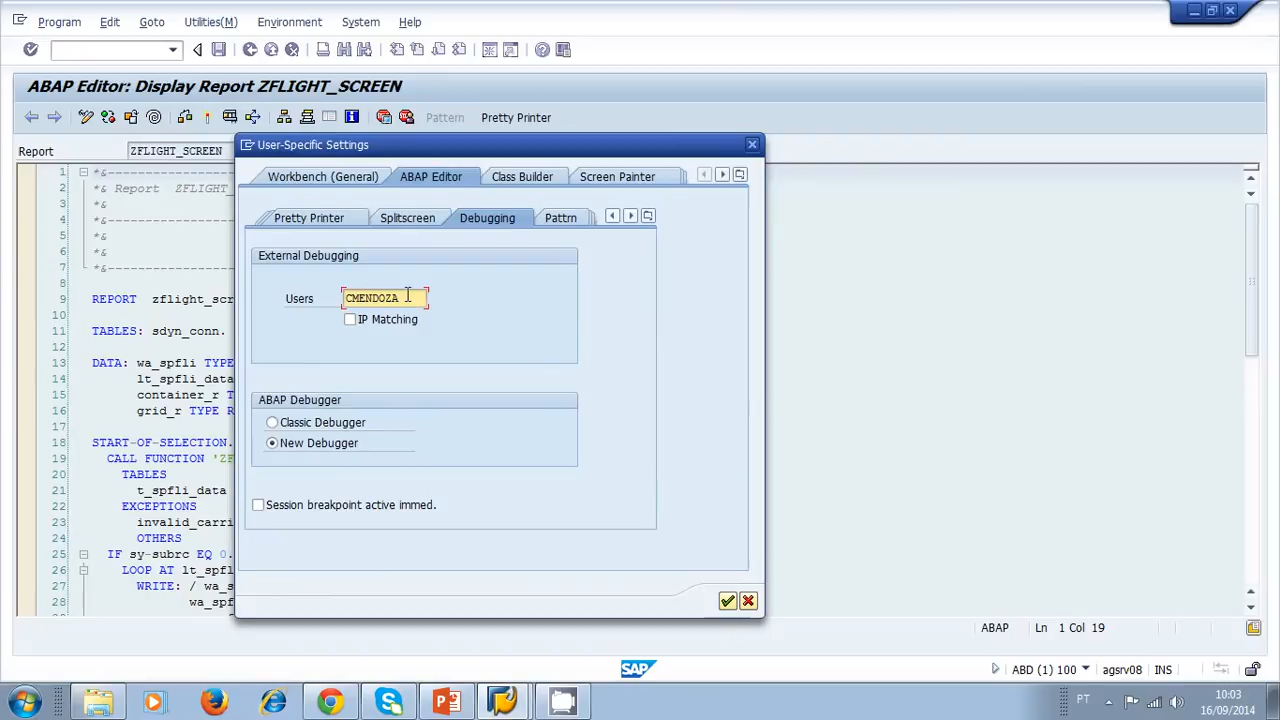 Program Edit Goto Utilities(M) Environment System Help
ABAP Editor: Display Report ZFLIGHT_SCREEN
Pattern Pretty Printer
Report ZFLIGHT_SCREEN
User-Specific Settings
Workbench (General) ABAP Editor Class Builder Screen Painter
Pretty Printer Splitscreen Debugging Pattrn
External Debugging
Users CMENDOZA
IP Matching
ABAP Debugger
Classic Debugger
New Debugger
Session breakpoint active immed.
1 *&---------------------
2 *& Report ZFLIGHT_
3 *&
4 *&---------------------
5 *&
6 *&
7 *&---------------------
8
9 REPORT zflight_scr
10
11 TABLES: sdyn_conn.
12
13 DATA: wa_spfli TYPE
14 lt_spfli_data
15 container_r T
16 grid_r TYPE R
17
18 START-OF-SELECTION.
19 CALL FUNCTION 'ZF
20 TABLES
21 t_spfli_data
22 EXCEPTIONS
23 invalid_carri
24 OTHERS
25 IF sy-subrc EQ 0.
26 LOOP AT lt_spfl
27 WRITE: / wa_s
28 wa_spf
ABAP Ln 1 Col 19
SAP
ABD (1) 100 agsrv08 INS
PT 10:03
16/09/2014